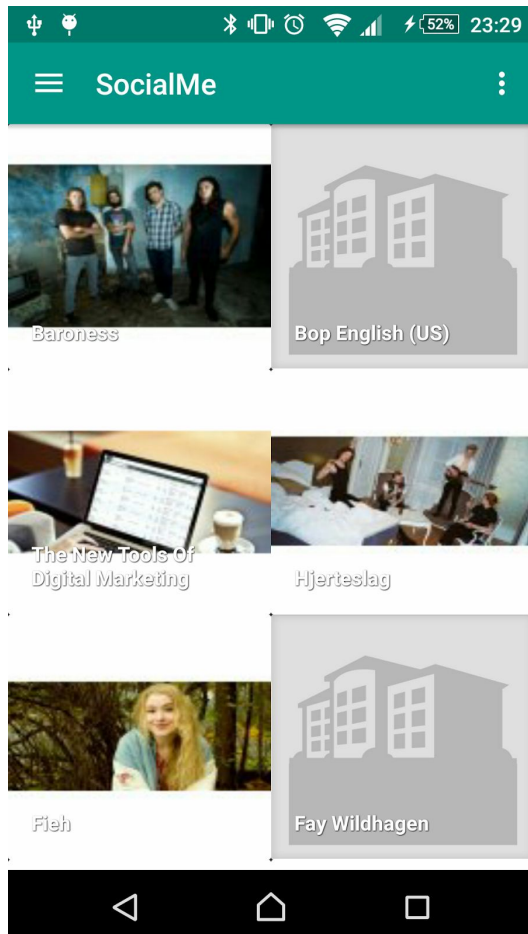 52% 23:29
SocialMe
Baroness
Bop English (US)
The New Tools Of
Digital Marketing
Hjerteslag
Fieh
Fay Wildhagen